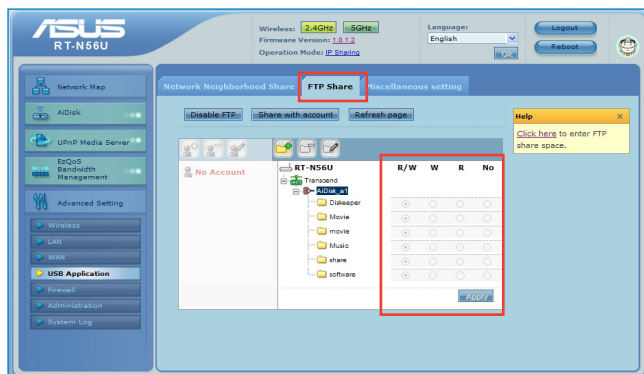 ASUS
RT-N56U
Wireless: 2.4GHz 5GHz
Firmware Version: 1.0.1.2
Operation Mode: IP Sharing
Language:
English
OK
Logout
Reboot
Network Map
AiDisk
UPnP Media Server
EzQoS
Bandwidth
Management
Advanced Setting
Wireless
LAN
WAN
USB Application
Firewall
Administration
System Log
Network Neighborhood Share FTP Share Miscellaneous setting
Disable FTP Share with account Refresh page
No Account
RT-N56U
Transcend
AiDisk_a1
Diskeeper
Movie
movie
Music
share
software
R/W W R No
Apply
Help X
Click here to enter FTP
share space.